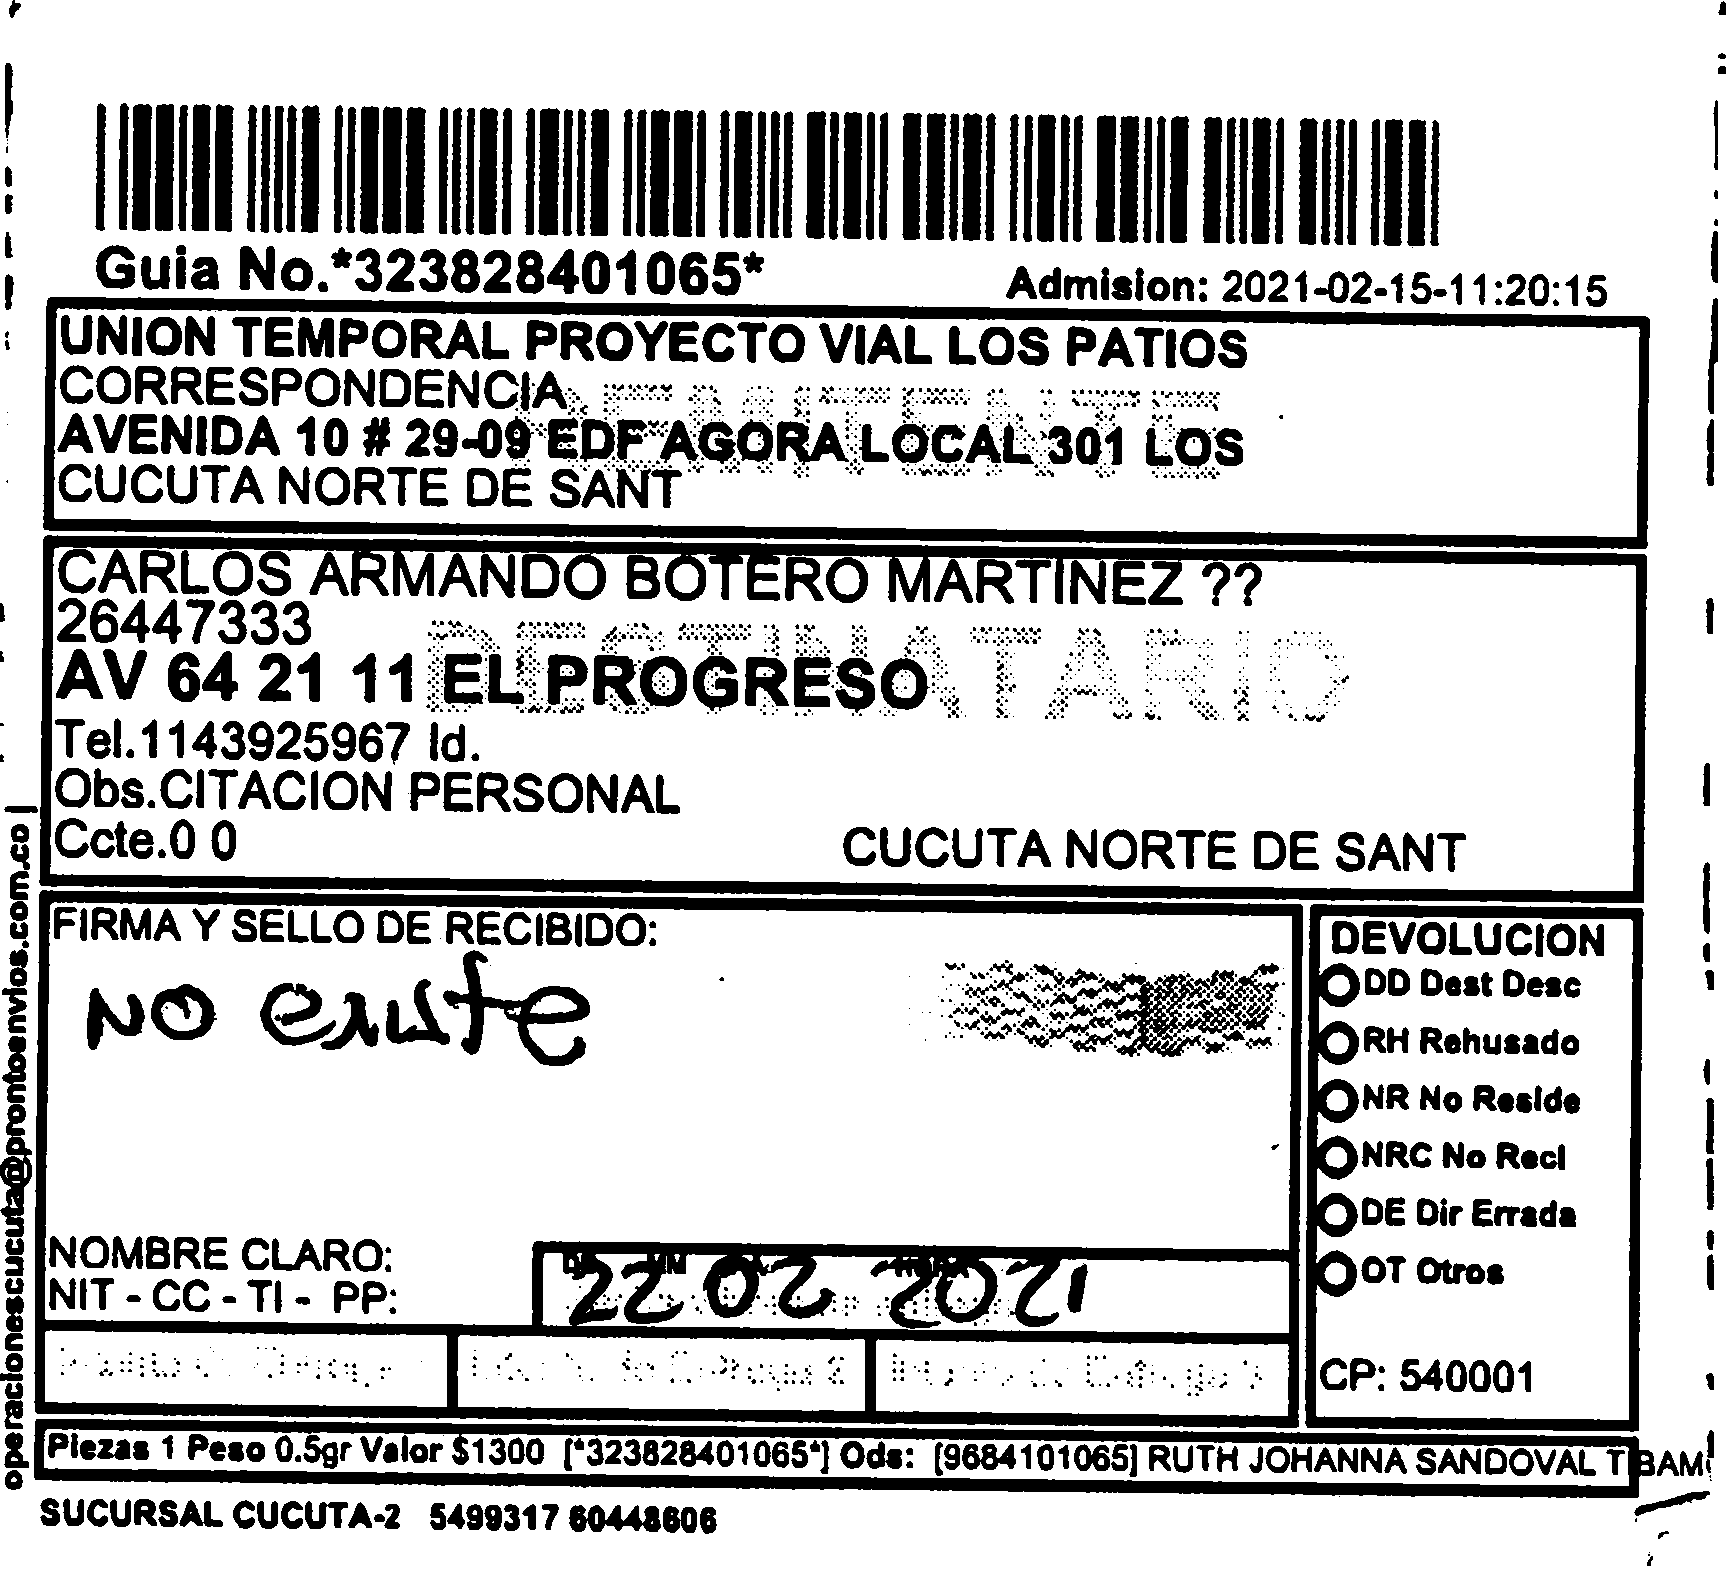 Guia No.*323828401065*
Admision: 2021-02-15-11:20:15
UNION TEMPORAL PROYECTO VIAL LOS PATIOS
CORRESPONDENCIA
REMITENTE
AVENIDA 10 # 29-09 EDF AGORA LOCAL 301 LOS
CUCUTA NORTE DE SANT
CARLOS ARMANDO BOTERO MARTINEZ ??
26447333
DESTINATARIO
AV 64 21 11 EL PROGRESO
Tel.1143925967 Id.
Obs.CITACION PERSONAL
Ccte.0 0
CUCUTA NORTE DE SANT
FIRMA Y SELLO DE RECIBIDO:
NO existe
NOMBRE CLARO:
NIT - CC - TI - PP:
22 02 2021
DEVOLUCION
DD Dest Desc
RH Rehusado
NR No Reside
NRC No Recl
DE Dir Errada
OT Otros
CP: 540001
Piezas 1 Peso 0.5gr Valor $1300 [*323828401065*] Ods: [9684101065] RUTH JOHANNA SANDOVAL TIBAM
SUCURSAL CUCUTA-2 5499317 60448606
operacionescucuta@prontoenvios.com.co |